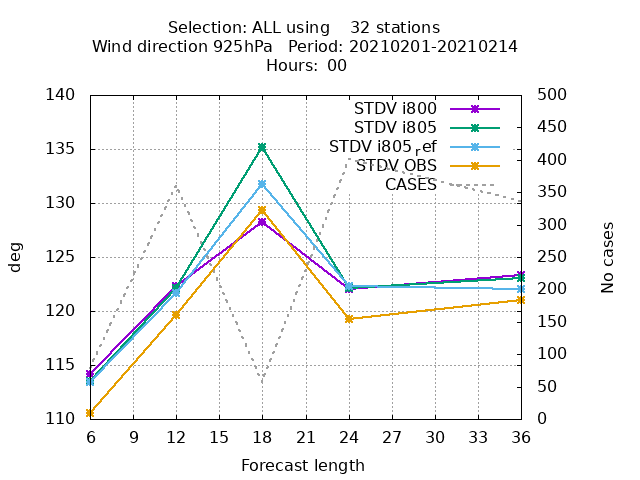 Selection: ALL using    32 stations
Wind direction 925hPa   Period: 20210201-20210214
Hours: 00
140
135
130
125
120
115
110
deg
STDV i800
STDV i805
STDV i805ref
STDV OBS
CASES
500
450
400
350
300
250
200
150
100
50
0
No cases
6 9 12 15 18 21 24 27 30 33 36
Forecast length